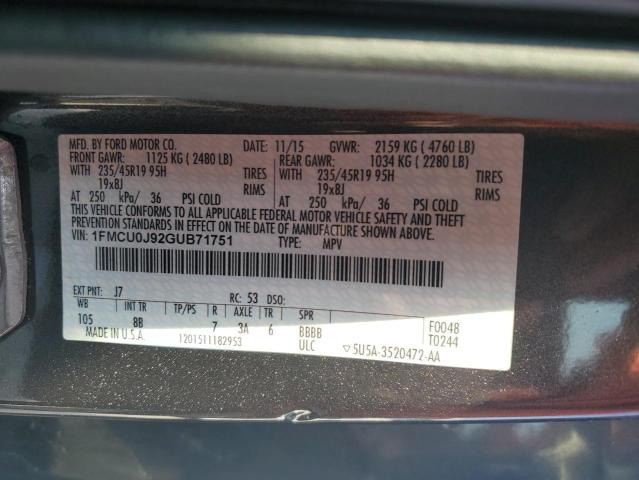 MFD. BY FORD MOTOR CO. DATE: 11/15 GVWR: 2159 KG ( 4760 LB)
FRONT GAWR: 1125 KG ( 2480 LB) REAR GAWR: 1034 KG ( 2280 LB)
WITH 235/45R19 95H TIRES WITH 235/45R19 95H TIRES
19x8J RIMS 19x8J RIMS
AT 250 kPa/ 36 PSI COLD AT 250 kPa/ 36 PSI COLD
THIS VEHICLE CONFORMS TO ALL APPLICABLE FEDERAL MOTOR VEHICLE SAFETY AND THEFT
PREVENTION STANDARDS IN EFFECT ON THE DATE OF MANUFACTURE SHOWN ABOVE.
VIN: 1FMCU0J92GUB71751 TYPE: MPV
EXT PNT: J7 RC: 53 DSO:
WB INT TR TP/PS R AXLE TR SPR F0048
105 8B 7 3A 6 BBBB T0244
MADE IN U.S.A. 1201511182953 ULC ▽5U5A-3520472-AA